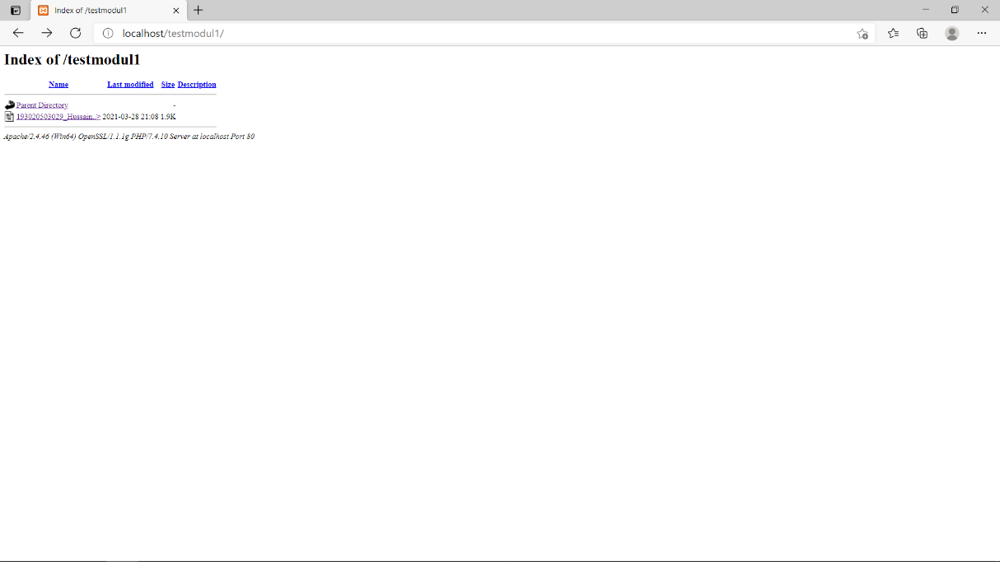 Index of /testmodul1
localhost/testmodul1/
Index of /testmodul1
Name Last modified Size Description
Parent Directory -
193020503029_Hussain..> 2021-03-28 21:08 1.9K
Apache/2.4.46 (Win64) OpenSSL/1.1.1g PHP/7.4.10 Server at localhost Port 80